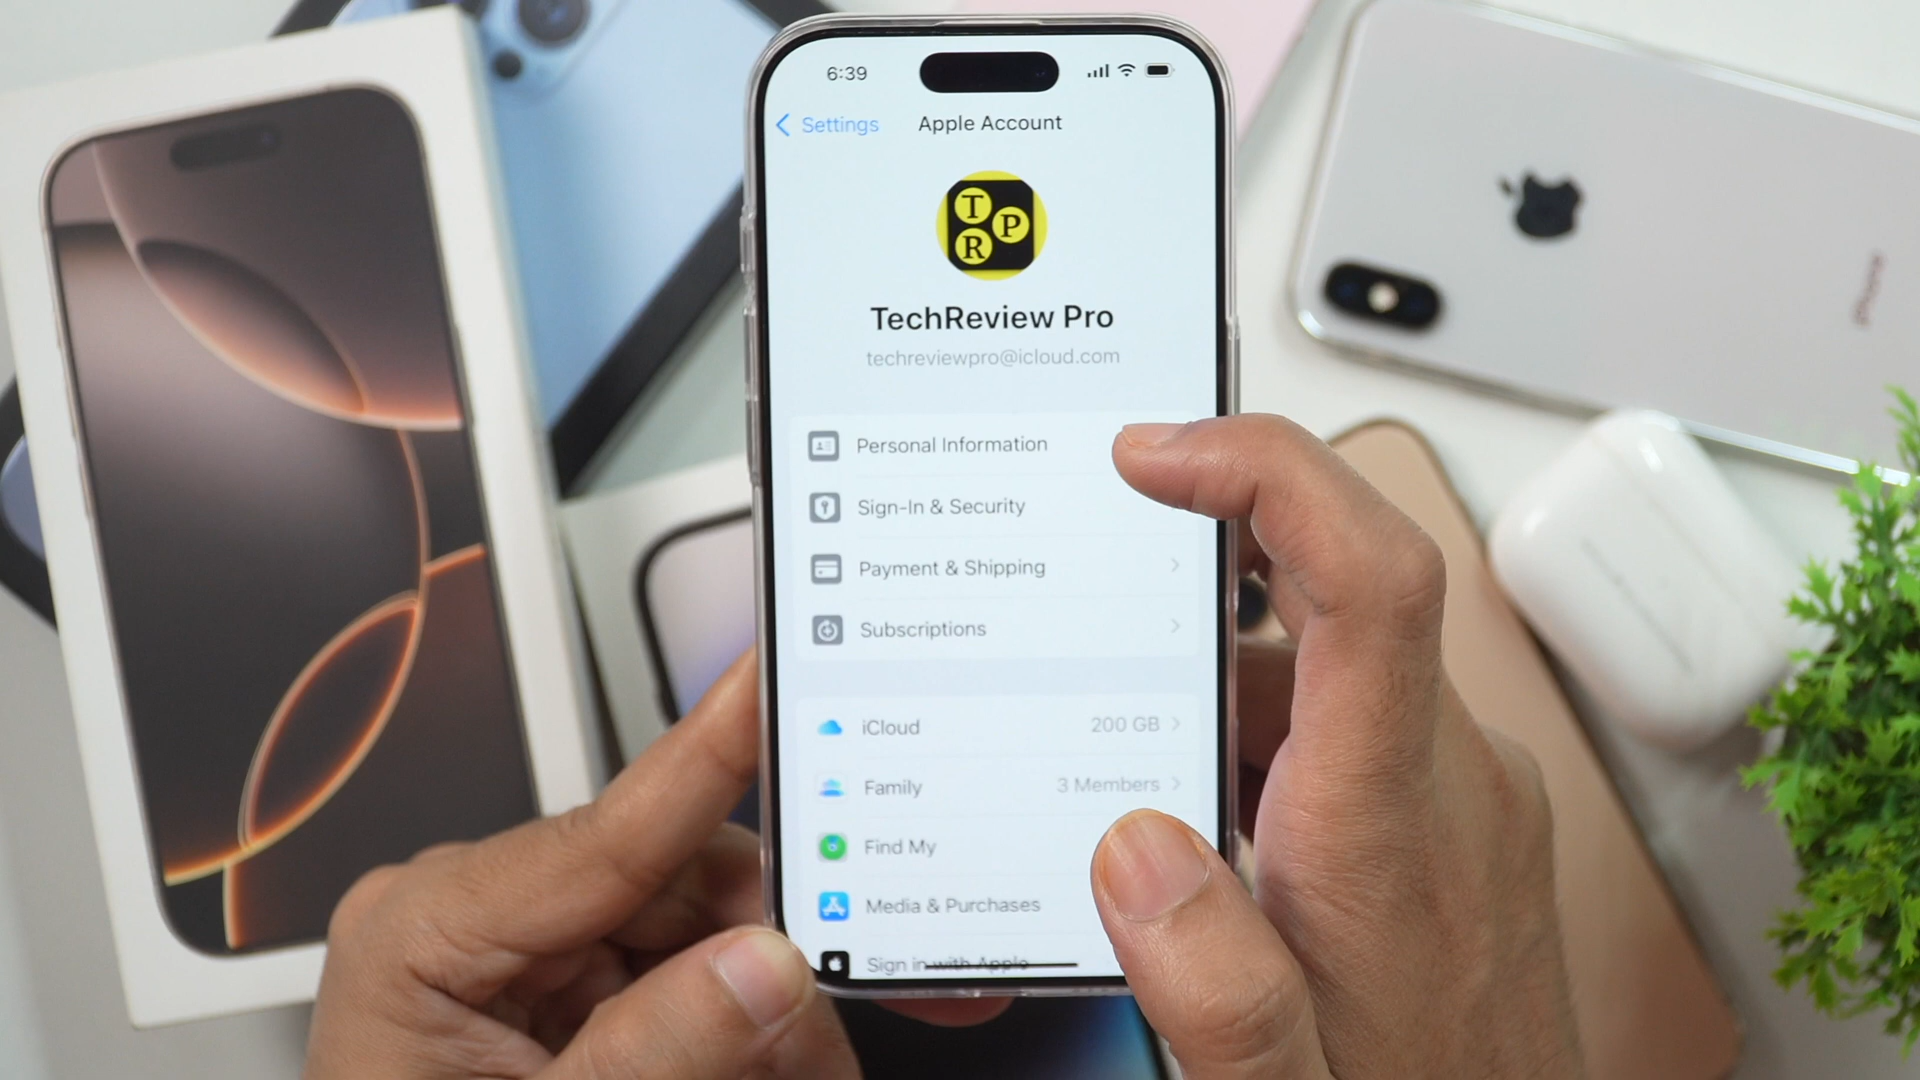 6:39
Settings
Apple Account
T
P
R
TechReview Pro
techreviewpro@icloud.com
Personal Information
Sign-In & Security
Payment & Shipping
Subscriptions
iCloud 200 GB
Family 3 Members
Find My
Media & Purchases
Sign in with Apple
iPhone